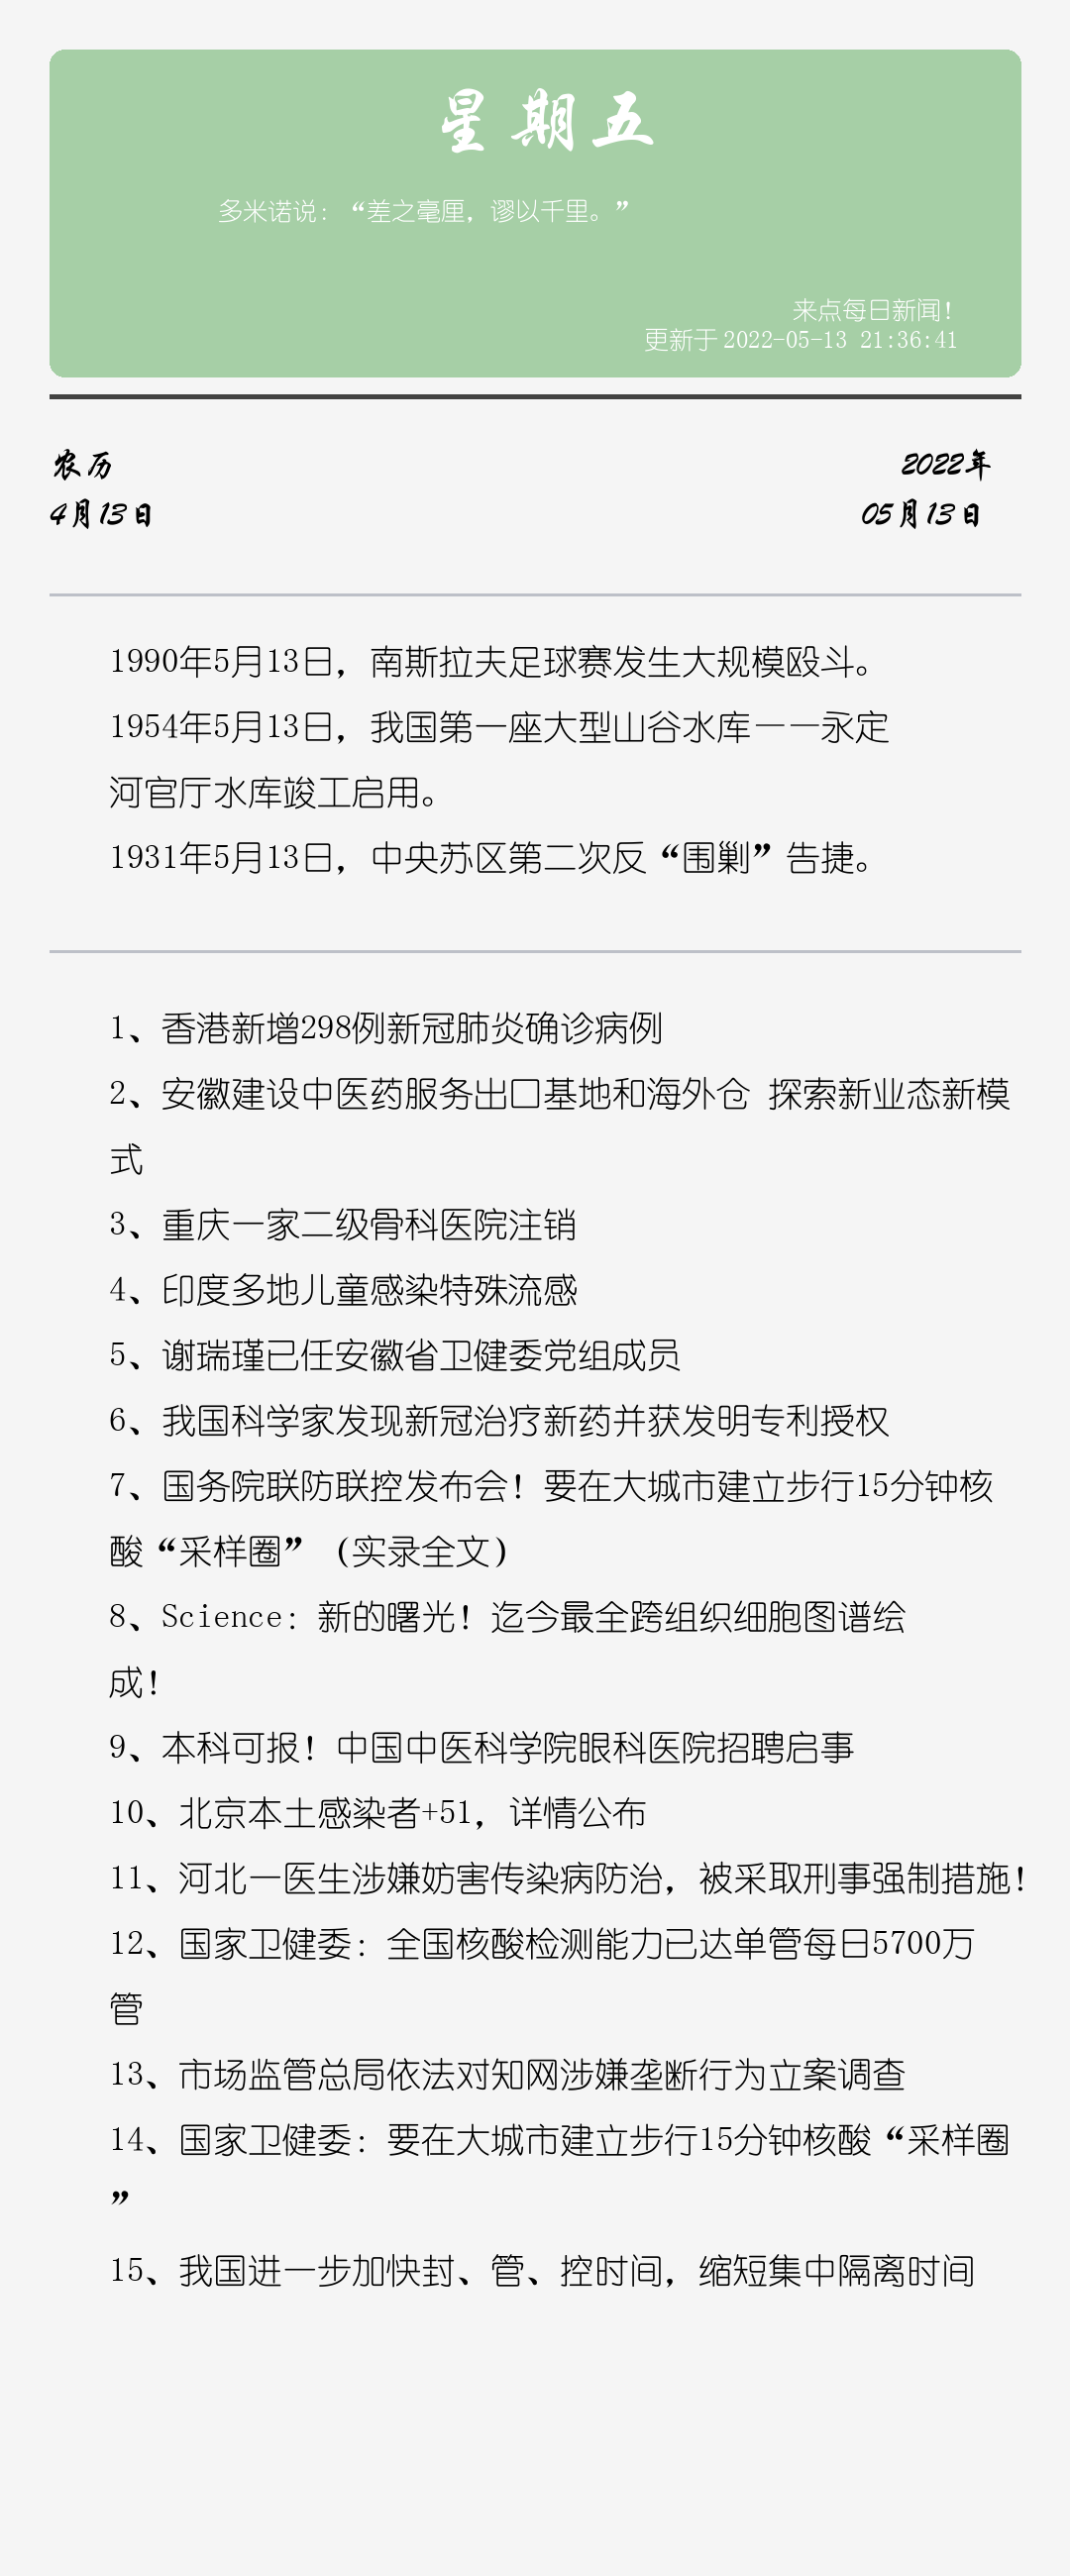 星期五
多米诺说：“差之毫厘，谬以千里。”
来点每日新闻！
更新于 2022-05-13 21:36:41
农历
4月13日
2022年
05月13日
1990年5月13日，南斯拉夫足球赛发生大规模殴斗。
1954年5月13日，我国第一座大型山谷水库——永定
河官厅水库竣工启用。
1931年5月13日，中央苏区第二次反“围剿”告捷。
1、香港新增298例新冠肺炎确诊病例
2、安徽建设中医药服务出口基地和海外仓 探索新业态新模
式
3、重庆一家二级骨科医院注销
4、印度多地儿童感染特殊流感
5、谢瑞瑾已任安徽省卫健委党组成员
6、我国科学家发现新冠治疗新药并获发明专利授权
7、国务院联防联控发布会！要在大城市建立步行15分钟核
酸“采样圈”（实录全文）
8、Science：新的曙光！迄今最全跨组织细胞图谱绘
成！
9、本科可报！中国中医科学院眼科医院招聘启事
10、北京本土感染者+51，详情公布
11、河北一医生涉嫌妨害传染病防治，被采取刑事强制措施！
12、国家卫健委：全国核酸检测能力已达单管每日5700万
管
13、市场监管总局依法对知网涉嫌垄断行为立案调查
14、国家卫健委：要在大城市建立步行15分钟核酸“采样圈
”
15、我国进一步加快封、管、控时间，缩短集中隔离时间